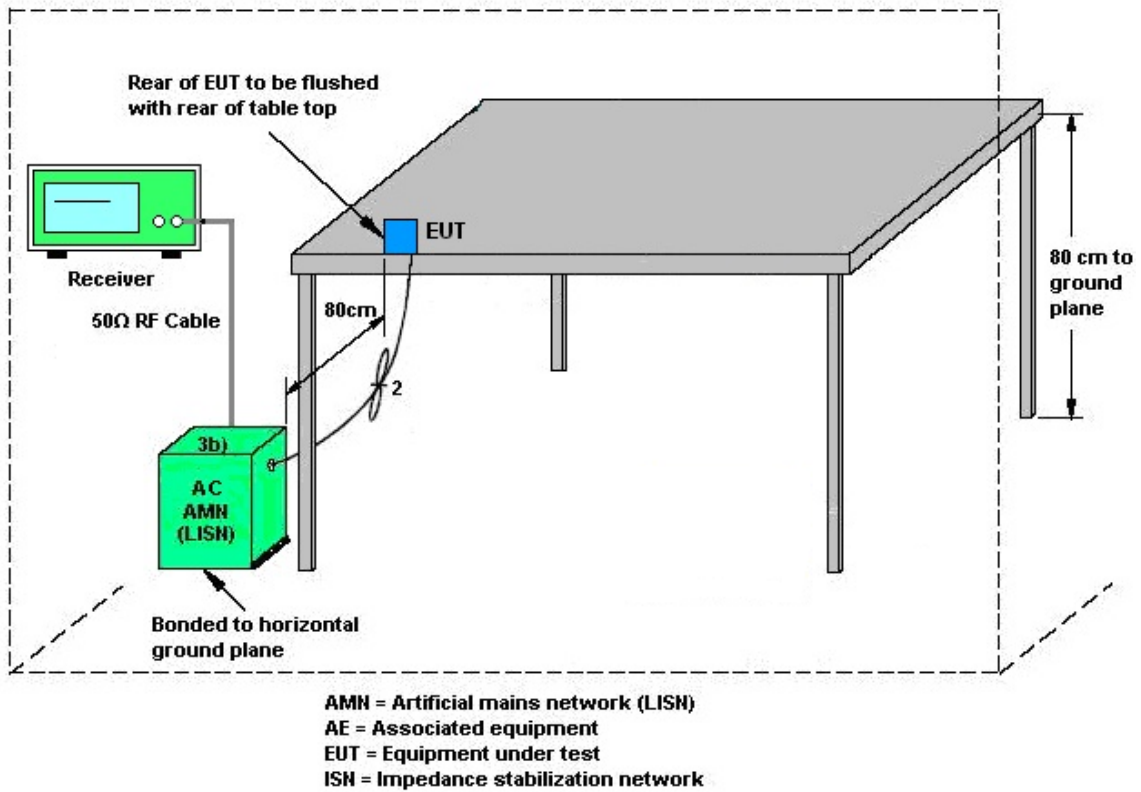 Rear of EUT to be flushed
with rear of table top
EUT
Receiver
50Ω RF Cable
80cm
2
80 cm to
ground
plane
3b)
AC
AMN
(LISN)
Bonded to horizontal
ground plane
AMN = Artificial mains network (LISN)
AE = Associated equipment
EUT = Equipment under test
ISN = Impedance stabilization network